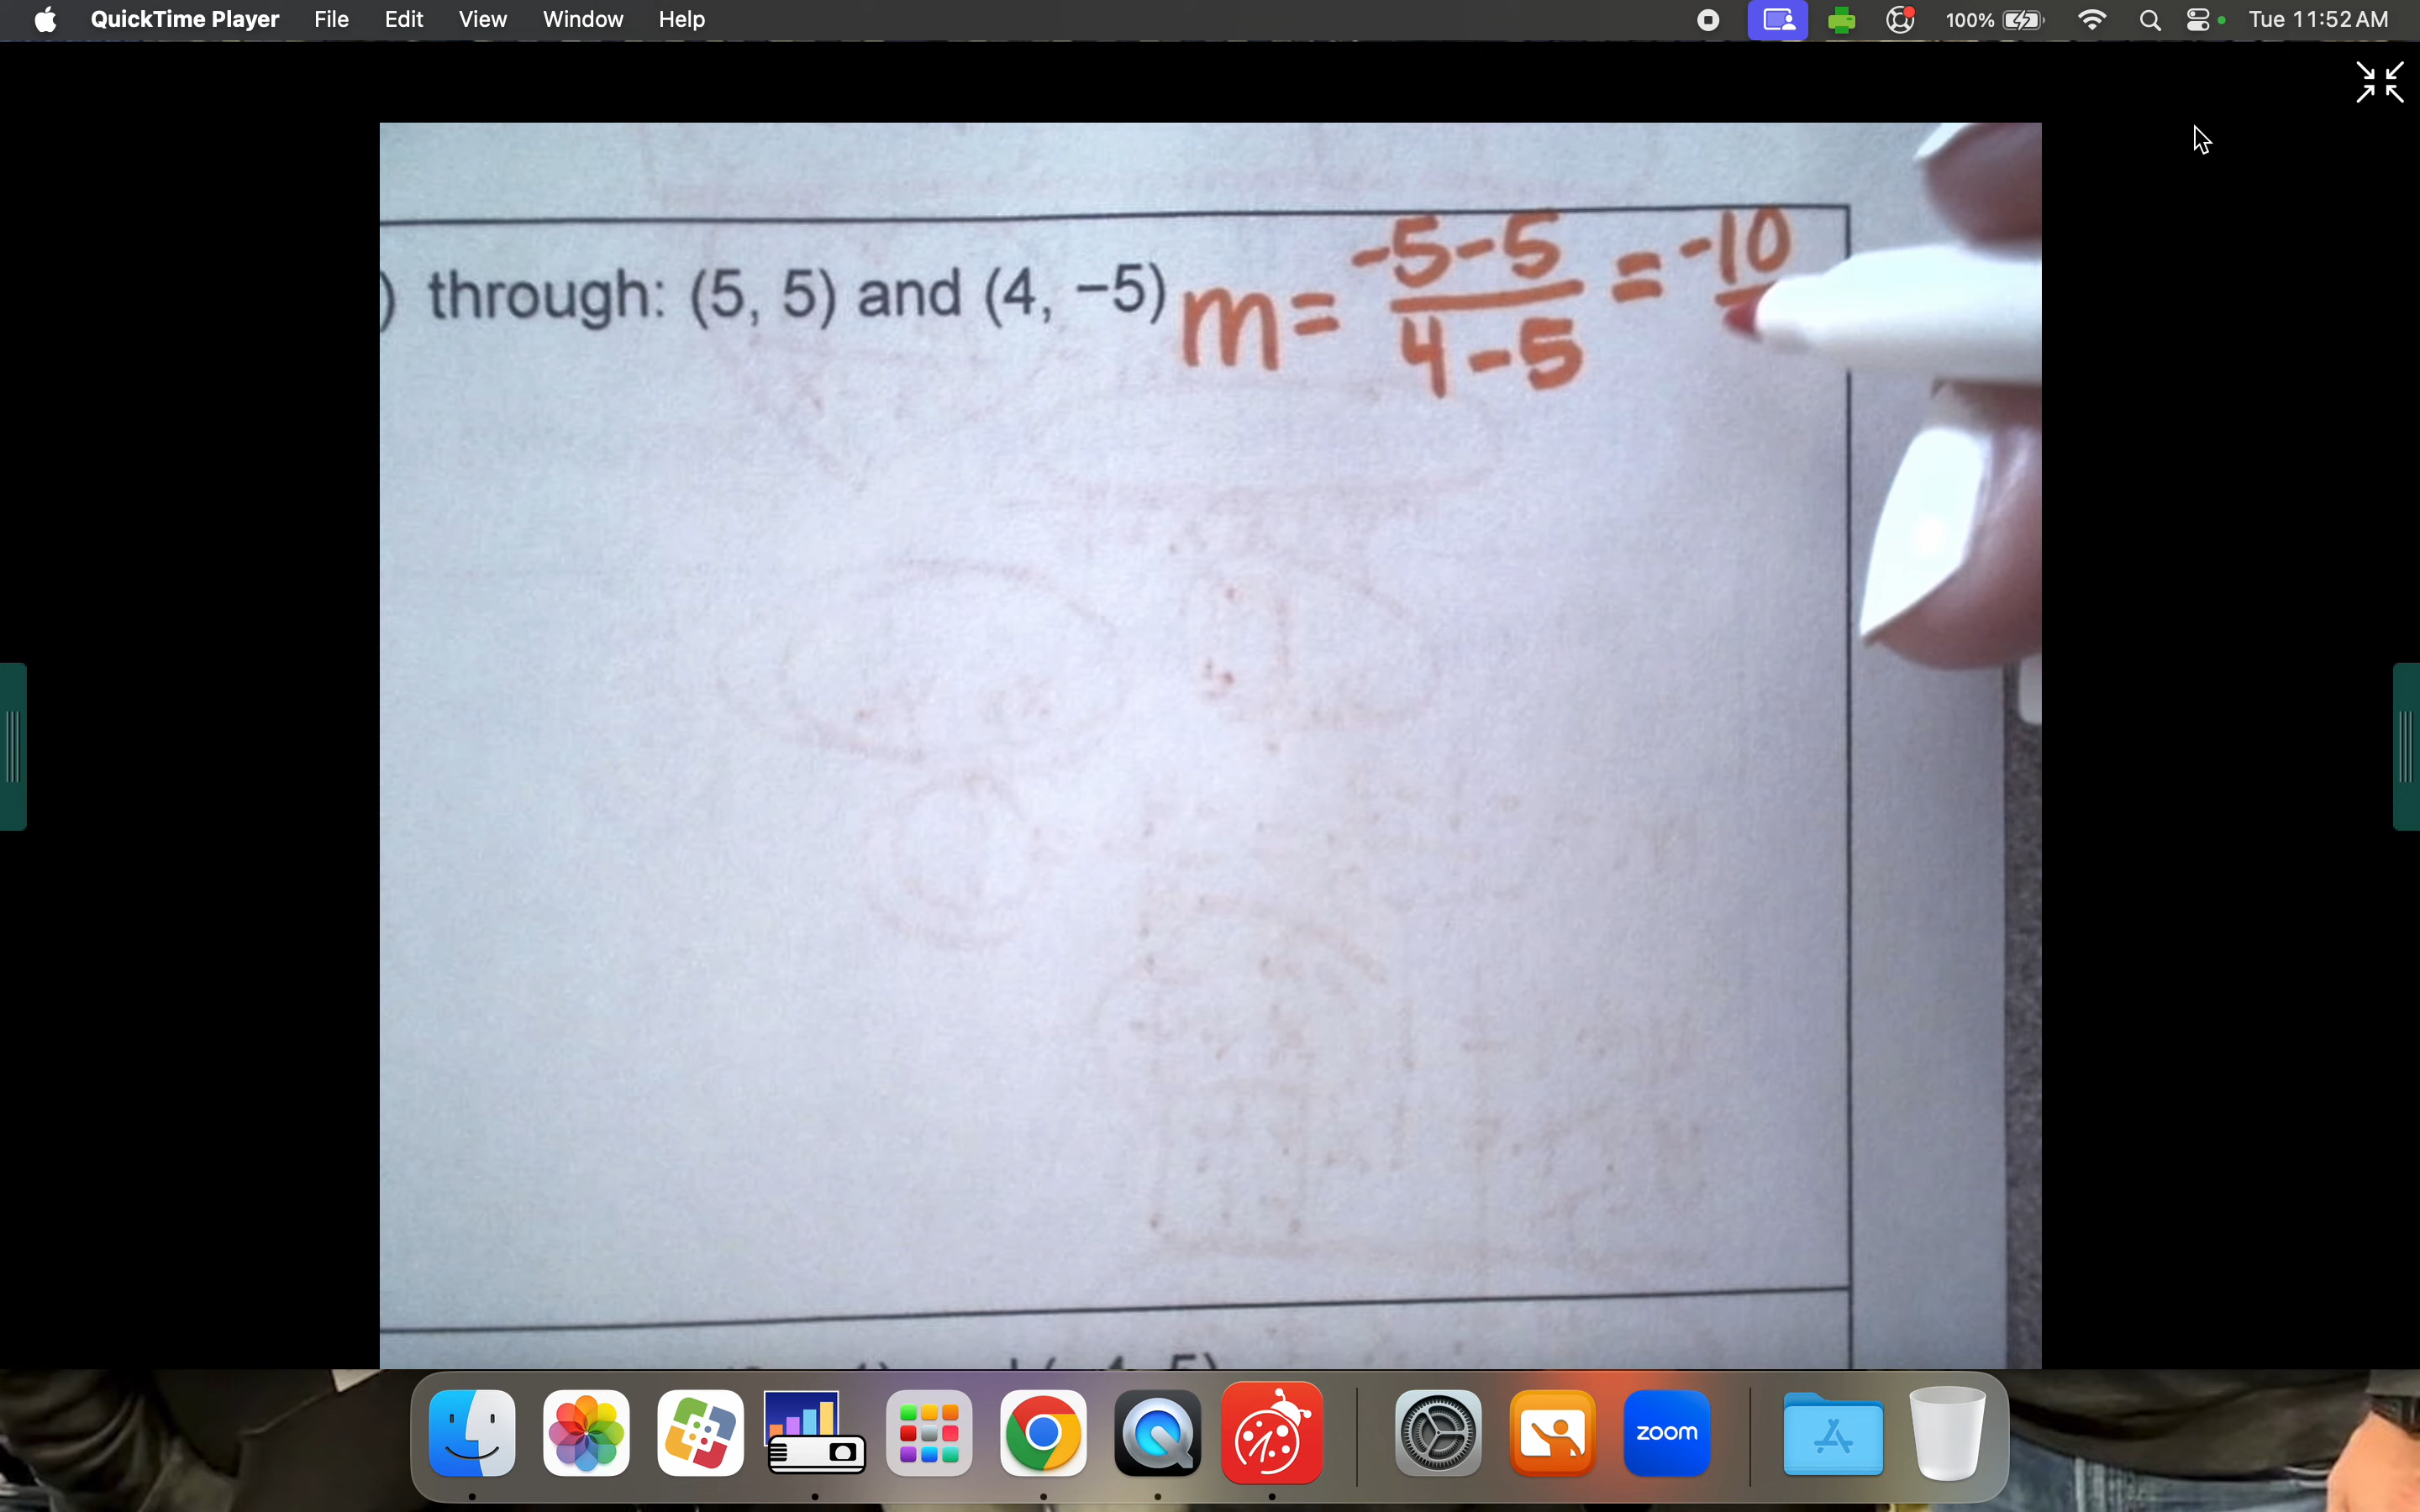 QuickTime Player File Edit View Window Help 100% Tue 11:52 AM
) through: (5, 5) and (4, −5) m = -5-5 / 4-5 = -10
zoom